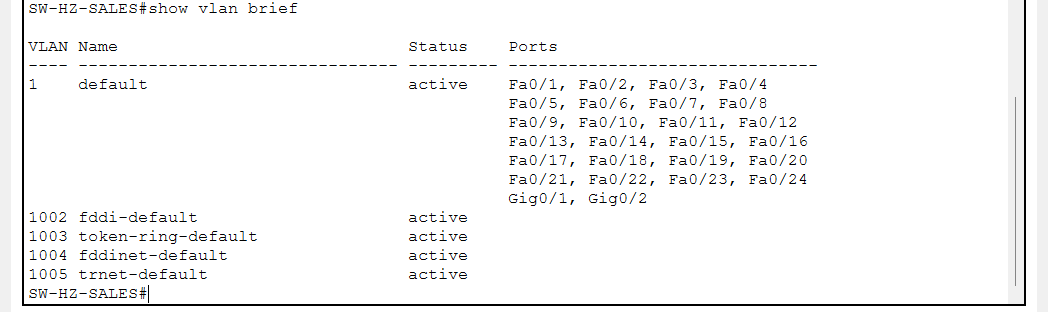 SW-HZ-SALES#show vlan brief
VLAN Name                             Status    Ports
---- -------------------------------- --------- -------------------------------
1    default                          active    Fa0/1, Fa0/2, Fa0/3, Fa0/4
                                                Fa0/5, Fa0/6, Fa0/7, Fa0/8
                                                Fa0/9, Fa0/10, Fa0/11, Fa0/12
                                                Fa0/13, Fa0/14, Fa0/15, Fa0/16
                                                Fa0/17, Fa0/18, Fa0/19, Fa0/20
                                                Fa0/21, Fa0/22, Fa0/23, Fa0/24
                                                Gig0/1, Gig0/2
1002 fddi-default                     active
1003 token-ring-default               active
1004 fddinet-default                  active
1005 trnet-default                    active
SW-HZ-SALES#